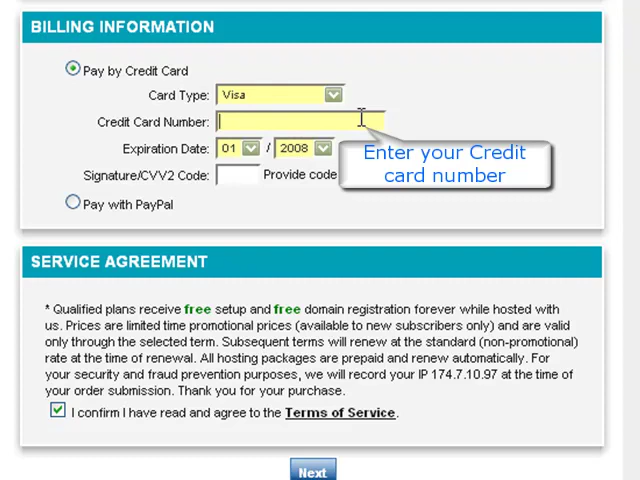 BILLING INFORMATION
Pay by Credit Card
Card Type: Visa
Credit Card Number:
Expiration Date: 01 / 2008
Enter your Credit
card number
Signature/CVV2 Code: Provide code
Pay with PayPal
SERVICE AGREEMENT
* Qualified plans receive free setup and free domain registration forever while hosted with
us. Prices are limited time promotional prices (available to new subscribers only) and are valid
only through the selected term. Subsequent terms will renew at the standard (non-promotional)
rate at the time of renewal. All hosting packages are prepaid and renew automatically. For
your security and fraud prevention purposes, we will record your IP 174.7.10.97 at the time of
your order submission. Thank you for your purchase.
I confirm I have read and agree to the Terms of Service.
Next